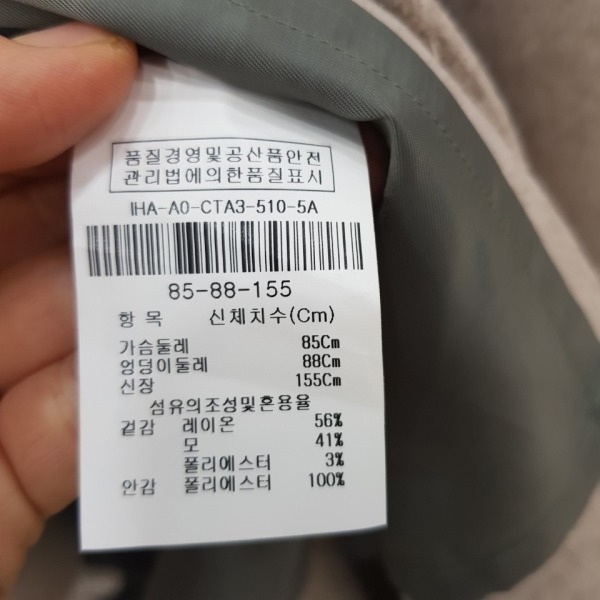 품질경영및공산품안전
관리법에의한품질표시
IHA-A0-CTA3-510-5A
85-88-155
항 목 신체치수(Cm)
가슴둘레 85Cm
엉덩이둘레 88Cm
신장 155Cm
섬유의조성및혼용율
겉감 레이온 56%
모 41%
폴리에스터 3%
안감 폴리에스터 100%